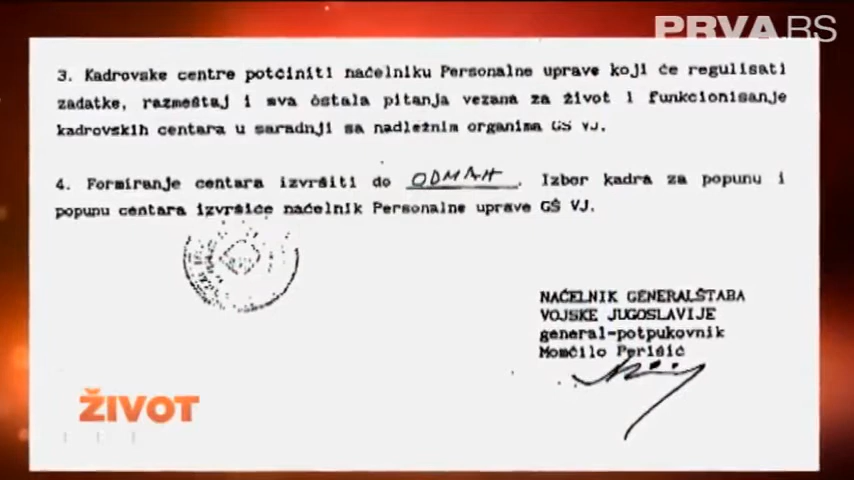 PRVA.RS
3. Kadrovske centre potčiniti načelniku Personalne uprave koji će regulisati
zadatke, razmeštaj i sva ostala pitanja vezana za život i funkcionisanje
kadrovskih centara u saradnji sa nadležnim organima GŠ VJ.
4. Formiranje centara izvršiti do ODMAH. Izbor kadra za popunu i
popunu centara izvršiće načelnik Personalne uprave GŠ VJ.
NAČELNIK GENERALŠTABA
VOJSKE JUGOSLAVIJE
general-potpukovnik
Momčilo Perišić
ŽIVOT